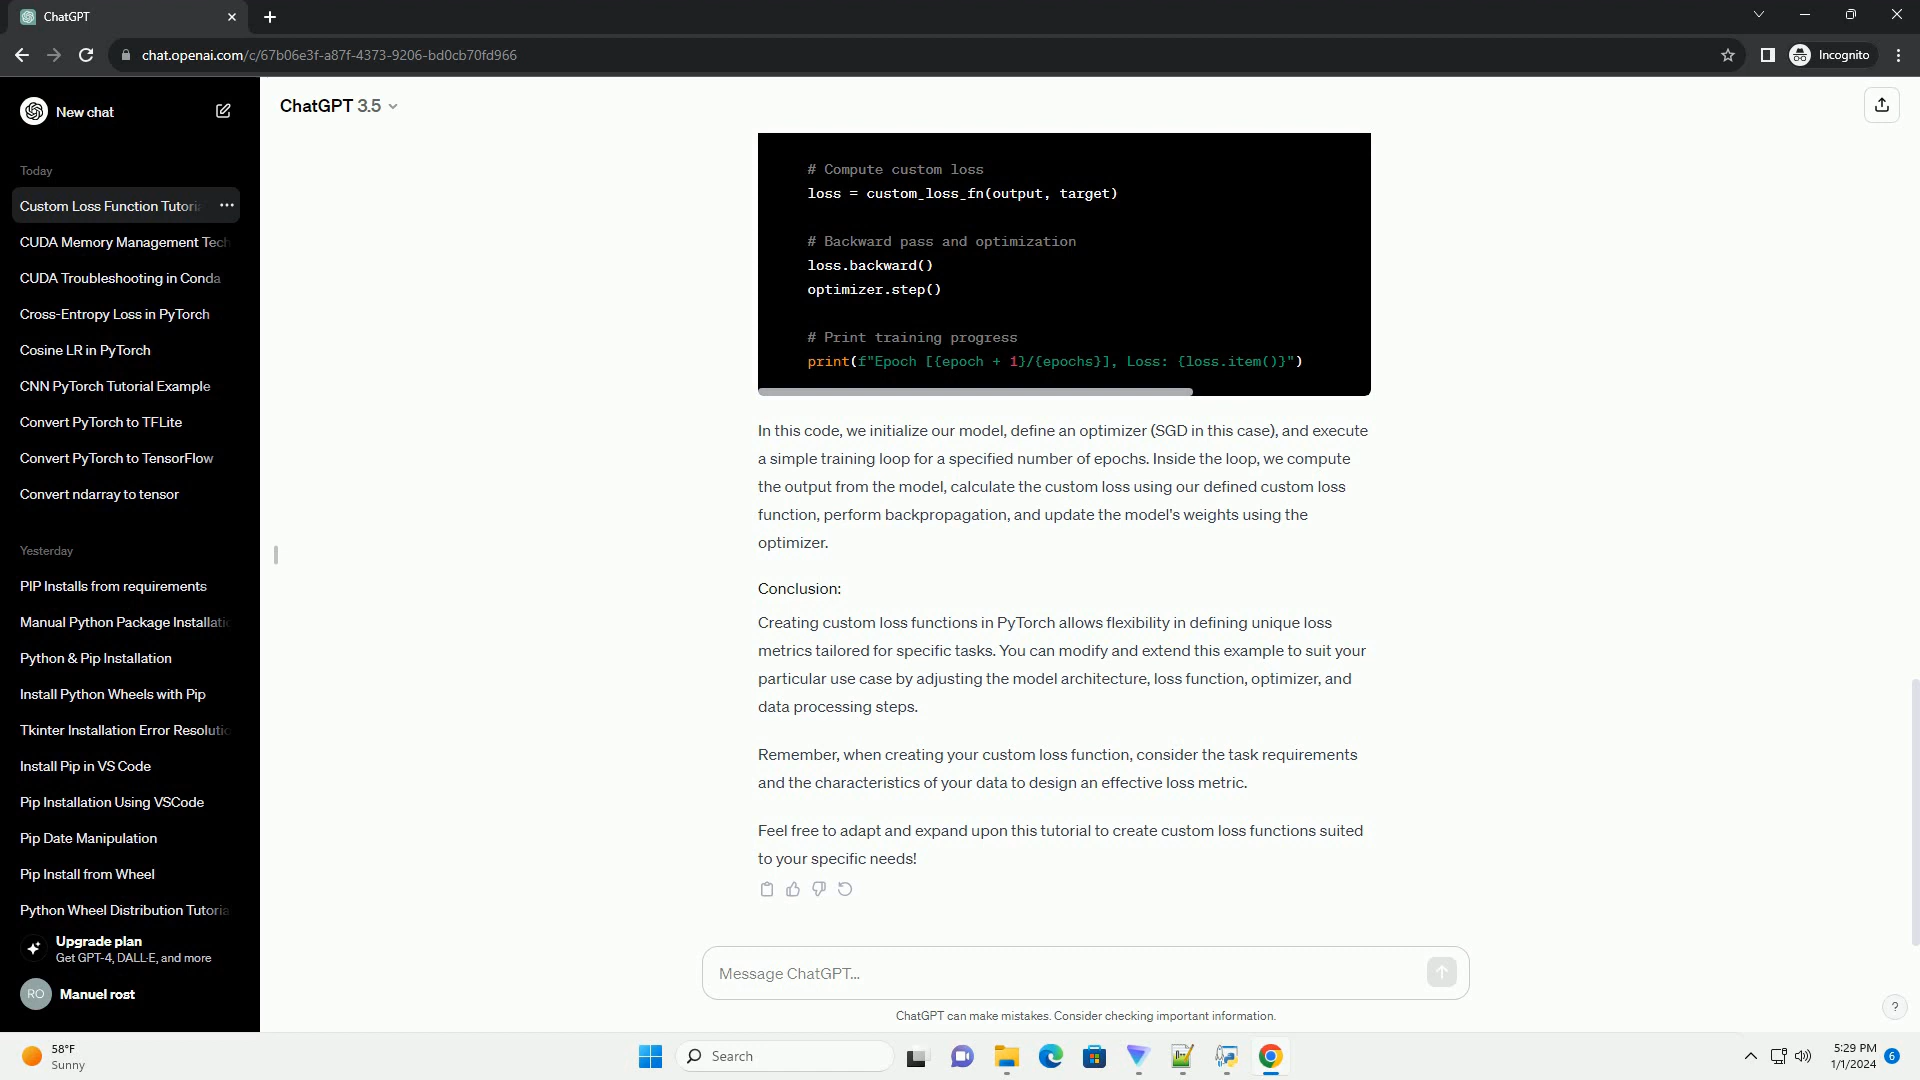 ChatGPT
chat.openai.com/c/67b06e3f-a87f-4373-9206-bd0cb70fd966
Incognito
New chat
Today
Custom Loss Function Tutoria
CUDA Memory Management Tech
CUDA Troubleshooting in Conda
Cross-Entropy Loss in PyTorch
Cosine LR in PyTorch
CNN PyTorch Tutorial Example
Convert PyTorch to TFLite
Convert PyTorch to TensorFlow
Convert ndarray to tensor
Yesterday
PIP Installs from requirements
Manual Python Package Installatio
Python & Pip Installation
Install Python Wheels with Pip
Tkinter Installation Error Resolutio
Install Pip in VS Code
Pip Installation Using VSCode
Pip Date Manipulation
Pip Install from Wheel
Python Wheel Distribution Tutoria
Upgrade plan
Get GPT-4, DALL·E, and more
RO
Manuel rost
ChatGPT 3.5
# Compute custom loss
loss = custom_loss_fn(output, target)
# Backward pass and optimization
loss.backward()
optimizer.step()
# Print training progress
print(f"Epoch [{epoch + 1}/{epochs}], Loss: {loss.item()}")
In this code, we initialize our model, define an optimizer (SGD in this case), and execute
a simple training loop for a specified number of epochs. Inside the loop, we compute
the output from the model, calculate the custom loss using our defined custom loss
function, perform backpropagation, and update the model's weights using the
optimizer.
Conclusion:
Creating custom loss functions in PyTorch allows flexibility in defining unique loss
metrics tailored for specific tasks. You can modify and extend this example to suit your
particular use case by adjusting the model architecture, loss function, optimizer, and
data processing steps.
Remember, when creating your custom loss function, consider the task requirements
and the characteristics of your data to design an effective loss metric.
Feel free to adapt and expand upon this tutorial to create custom loss functions suited
to your specific needs!
Message ChatGPT...
ChatGPT can make mistakes. Consider checking important information.
?
58°F
Sunny
Search
5:29 PM
1/1/2024
6